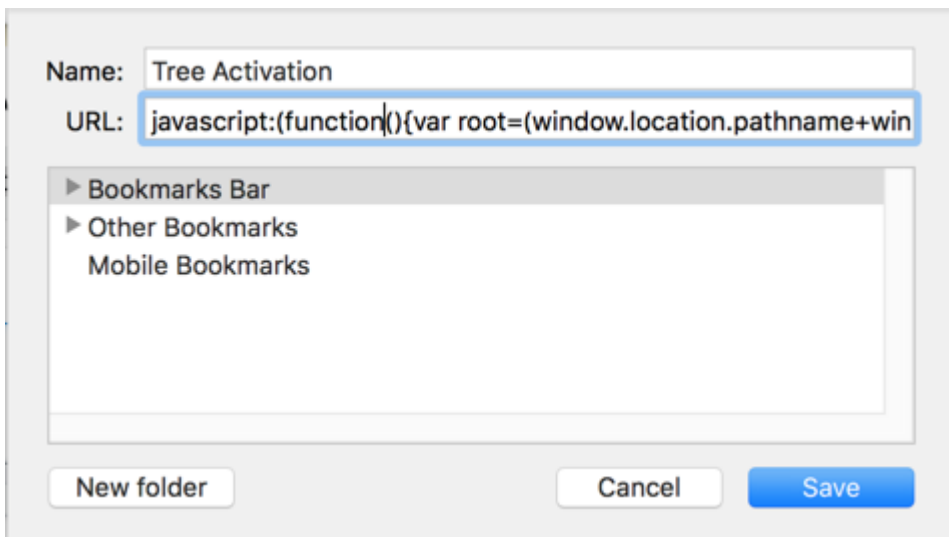 Name: Tree Activation
URL: javascript:(function(){var root=(window.location.pathname+win
Bookmarks Bar
Other Bookmarks
Mobile Bookmarks
New folder Cancel Save